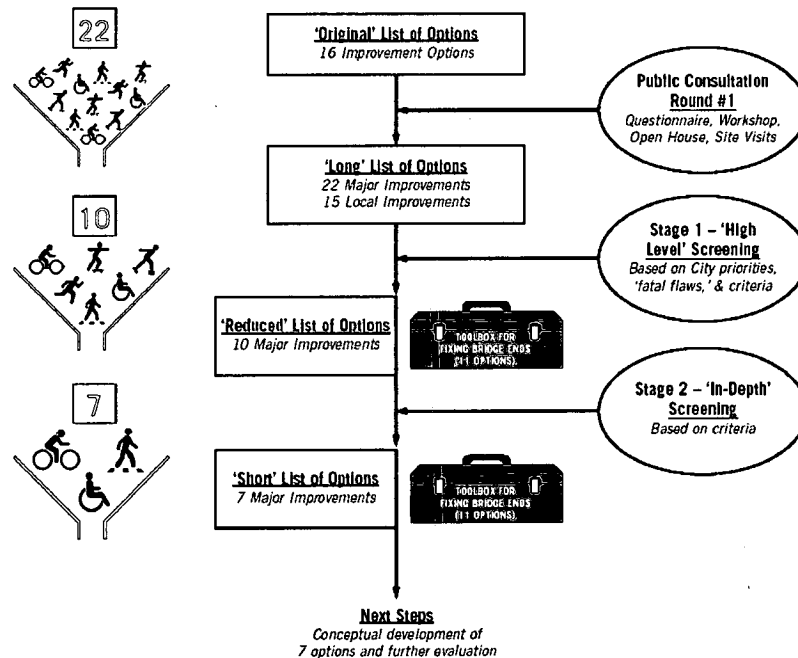 22
'Original' List of Options
16 Improvement Options
Public Consultation
Round #1
Questionnaire, Workshop,
Open House, Site Visits
'Long' List of Options
22 Major Improvements
15 Local Improvements
10
Stage 1 – 'High
Level' Screening
Based on City priorities,
'fatal flaws,' & criteria
'Reduced' List of Options
10 Major Improvements
TOOLBOX FOR
FIXING BRIDGE ENDS
(11 OPTIONS).
7
Stage 2 – 'In-Depth'
Screening
Based on criteria
'Short' List of Options
7 Major Improvements
TOOLBOX FOR
FIXING BRIDGE ENDS
(11 OPTIONS).
Next Steps
Conceptual development of
7 options and further evaluation